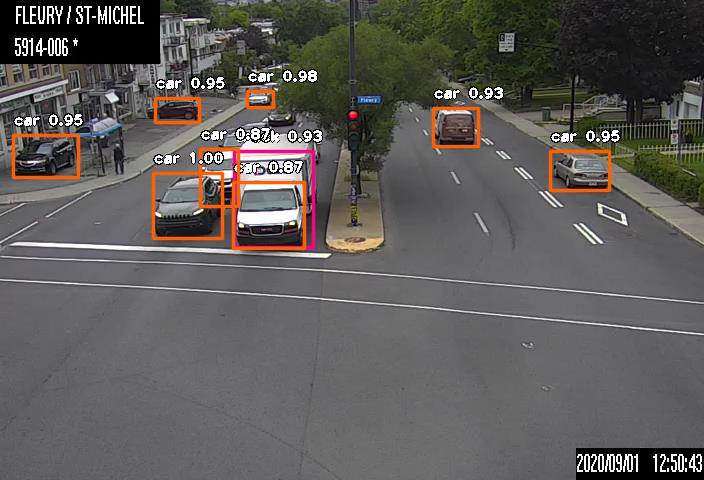 FLEURY / ST-MICHEL
5914-006 *
car 0.98
car 0.95
car 0.93
car 0.95
car 0.87
0.93
car 0.95
car 1.00
car 0.87
Fleury
2020/09/01 12:50:43